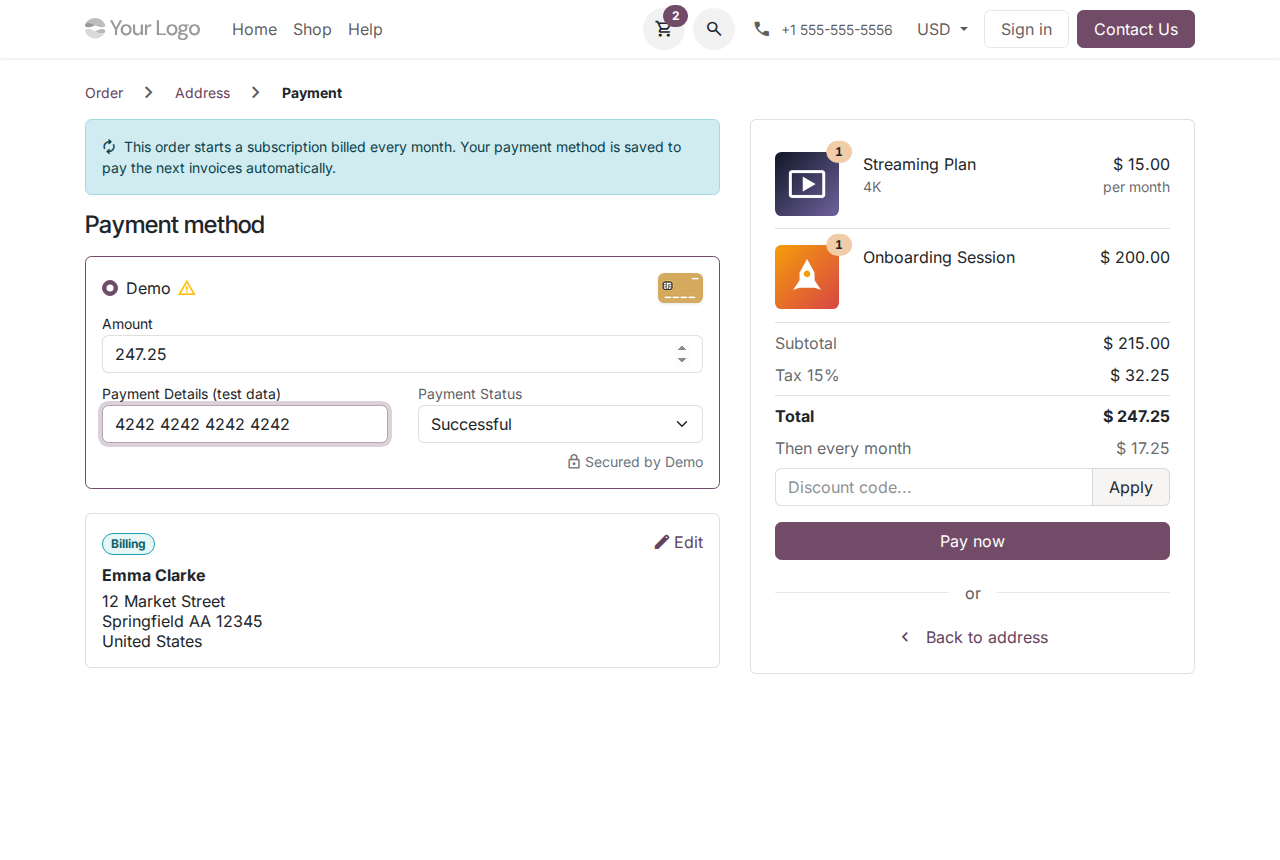 Your Logo
Home Shop Help
2
+1 555-555-5556
USD
Sign in
Contact Us
Order
Address
Payment
This order starts a subscription billed every month. Your payment method is saved to
pay the next invoices automatically.
Payment method
Demo
Amount
247.25
Payment Details (test data)
4242 4242 4242 4242
Payment Status
Successful
Secured by Demo
Billing
Edit
Emma Clarke
12 Market Street
Springfield AA 12345
United States
1
Streaming Plan $ 15.00
4K per month
1
Onboarding Session $ 200.00
Subtotal $ 215.00
Tax 15% $ 32.25
Total $ 247.25
Then every month $ 17.25
Discount code... Apply
Pay now
or
Back to address